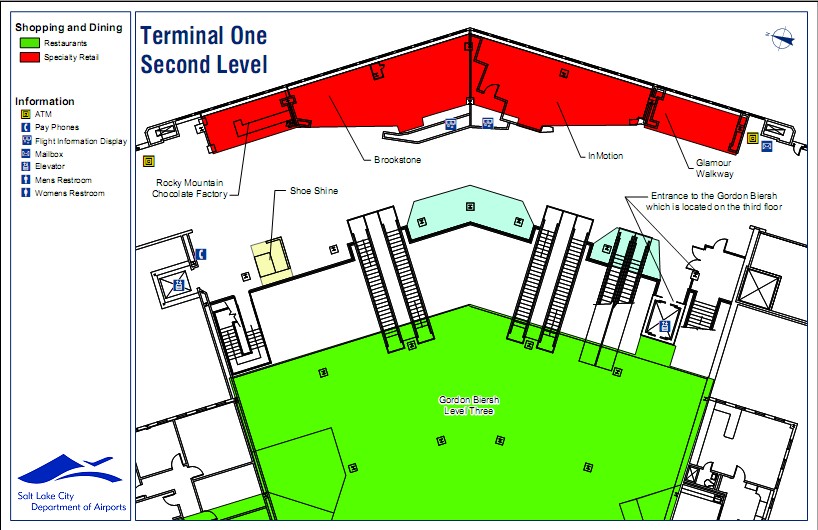 Shopping and Dining
Restaurants
Specialty Retail
Information
ATM
Pay Phones
Flight Information Display
Mailbox
Elevator
Mens Restroom
Womens Restroom
Salt Lake City
Department of Airports
Terminal One
Second Level
Brookstone
InMotion
Glamour
Walkway
Rocky Mountain
Chocolate Factory
Shoe Shine
Entrance to the Gordon Biersh
which is located on the third floor
Gordon Biersh
Level Three